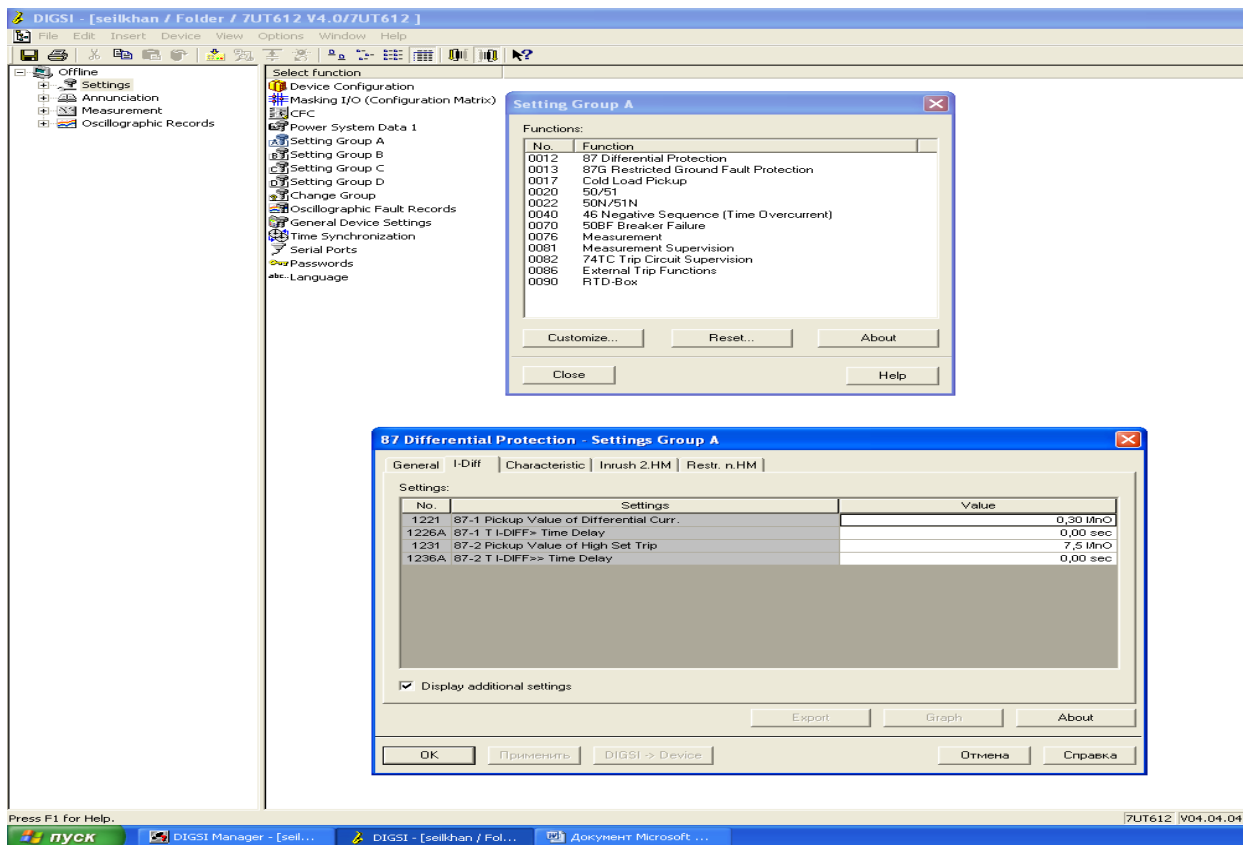 DIGSI - [seilkhan / Folder / 7UT612 V4.0/7UT612 ]
File Edit Insert Device View Options Window Help
Offline
Settings
Annunciation
Measurement
Oscillographic Records
Select function
Device Configuration
Masking I/O (Configuration Matrix)
CFC
Power System Data 1
Setting Group A
Setting Group B
Setting Group C
Setting Group D
Change Group
Oscillographic Fault Records
General Device Settings
Time Synchronization
Serial Ports
Passwords
abc.. Language
Setting Group A
Functions:
No. Function
0012 87 Differential Protection
0013 87G Restricted Ground Fault Protection
0017 Cold Load Pickup
0020 50/51
0022 50N/51N
0040 46 Negative Sequence (Time Overcurrent)
0070 50BF Breaker Failure
0076 Measurement
0081 Measurement Supervision
0082 74TC Trip Circuit Supervision
0086 External Trip Functions
0090 RTD-Box
Customize... Reset... About
Close Help
87 Differential Protection - Settings Group A
General I-Diff Characteristic Inrush 2.HM Restr. n.HM
Settings:
No. Settings Value
1221 87-1 Pickup Value of Differential Curr. 0,30 I/InO
1226A 87-1 T I-DIFF> Time Delay 0,00 sec
1231 87-2 Pickup Value of High Set Trip 7,5 I/InO
1236A 87-2 T I-DIFF>> Time Delay 0,00 sec
Display additional settings
Export Graph About
OK Применить DIGSI -> Device Отмена Справка
Press F1 for Help.
7UT612 V04.04.04
пуск DIGSI Manager - [seil... DIGSI - [seilkhan / Fol... Документ Microsoft ...